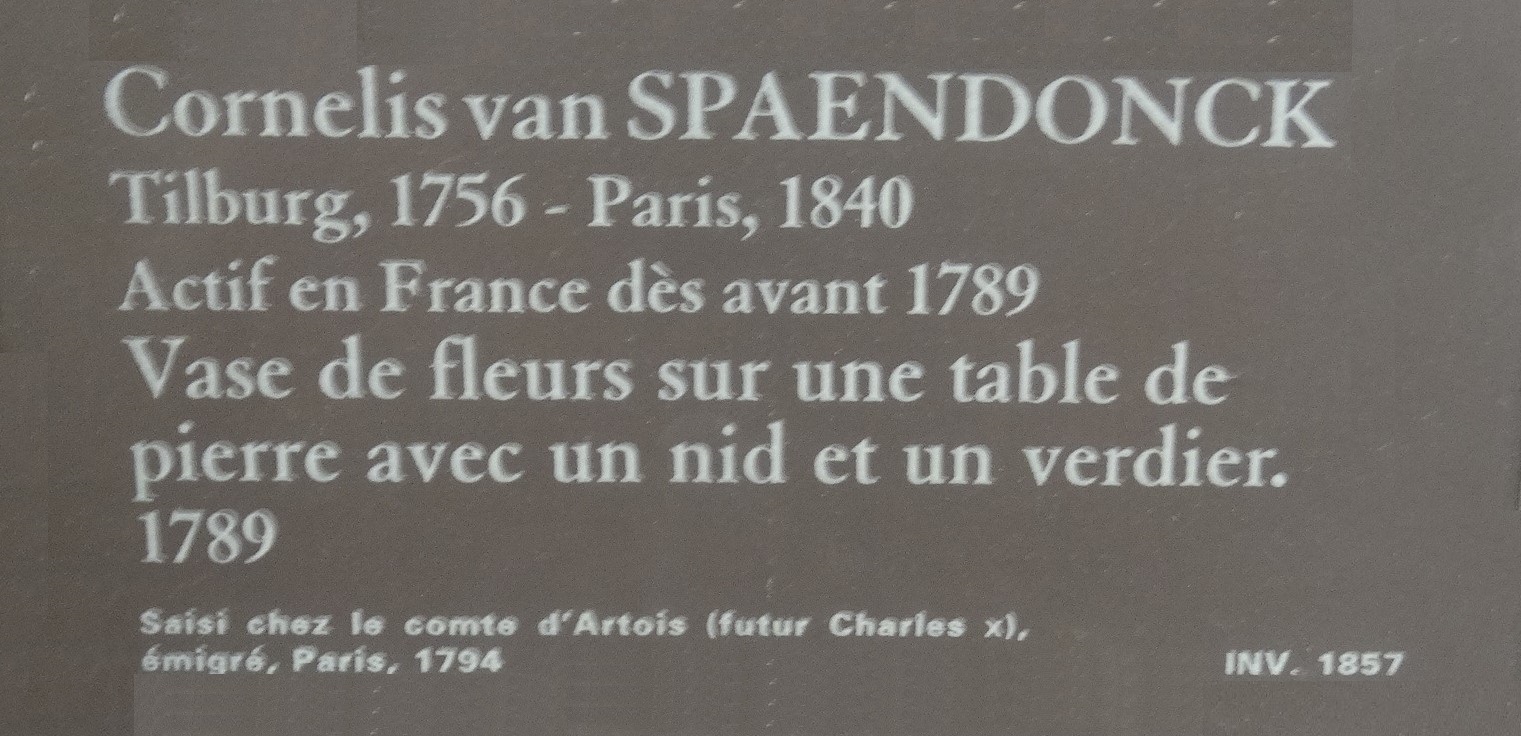 Cornelis van SPAENDONCK
Tilburg, 1756 - Paris, 1840
Actif en France dès avant 1789
Vase de fleurs sur une table de
pierre avec un nid et un verdier.
1789
Saisi chez le comte d'Artois (futur Charles x),
émigré, Paris, 1794
INV. 1857